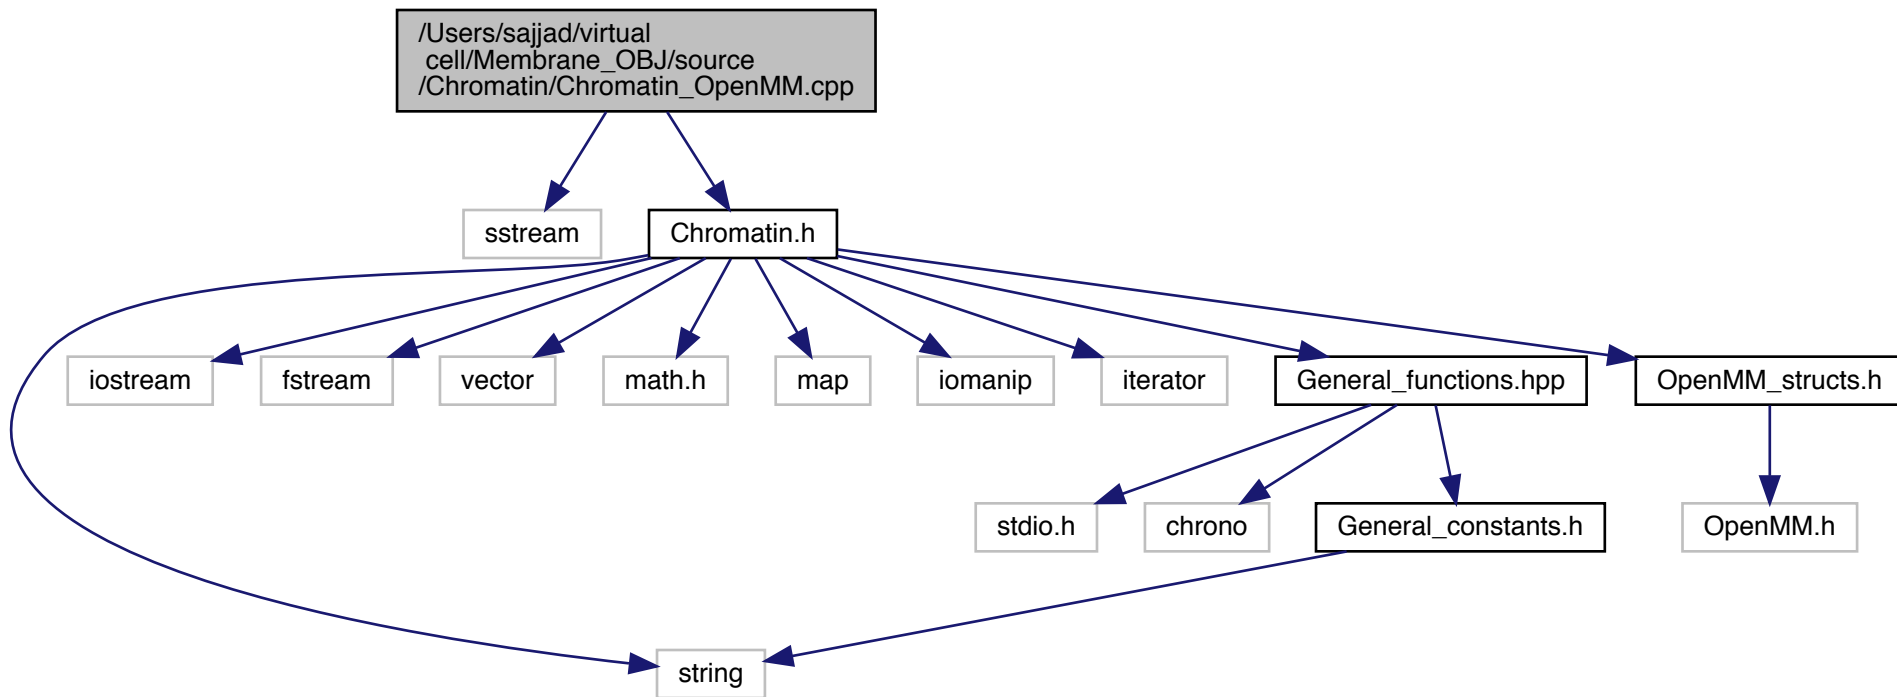 /Users/sajjad/virtual
cell/Membrane_OBJ/source
/Chromatin/Chromatin_OpenMM.cpp
sstream
Chromatin.h
iostream
fstream
vector
math.h
map
iomanip
iterator
General_functions.hpp
OpenMM_structs.h
stdio.h
chrono
General_constants.h
OpenMM.h
string